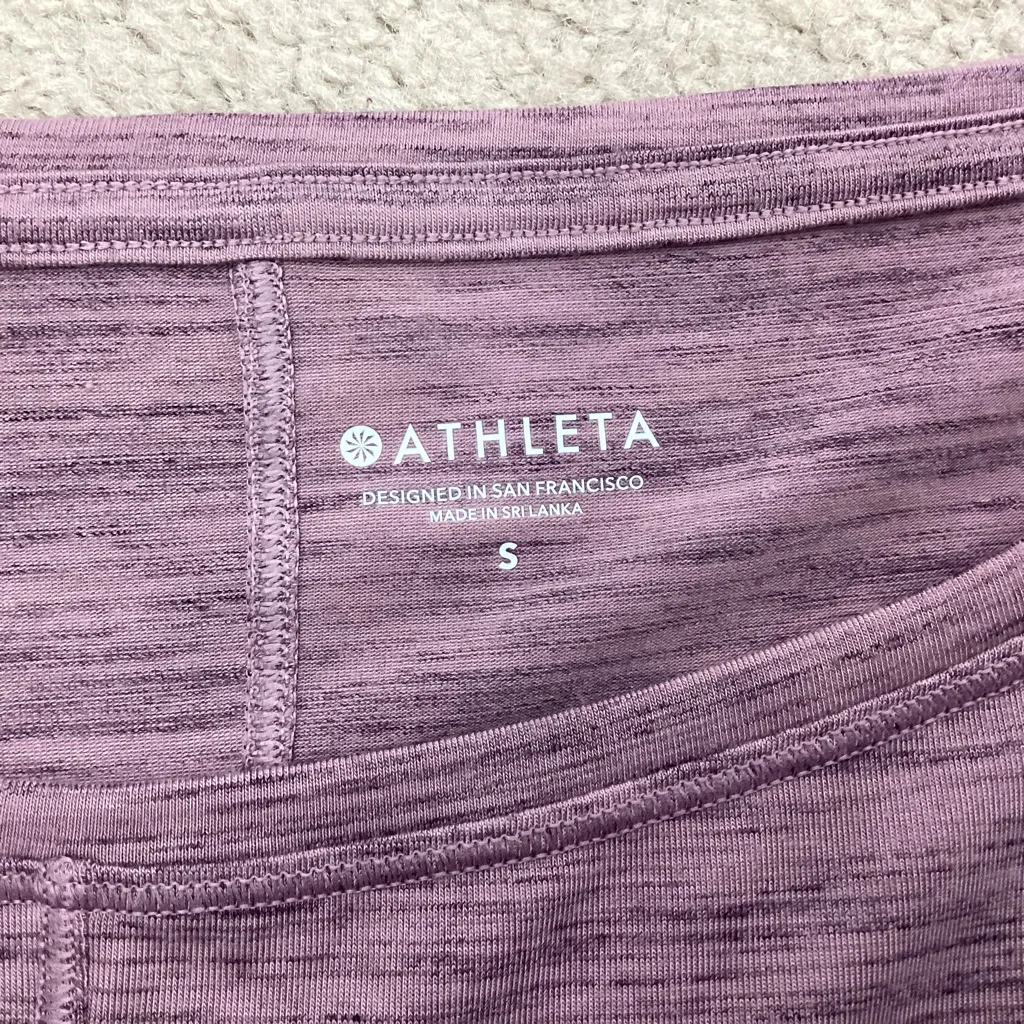 ATHLETA
DESIGNED IN SAN FRANCISCO
MADE IN SRI LANKA
S